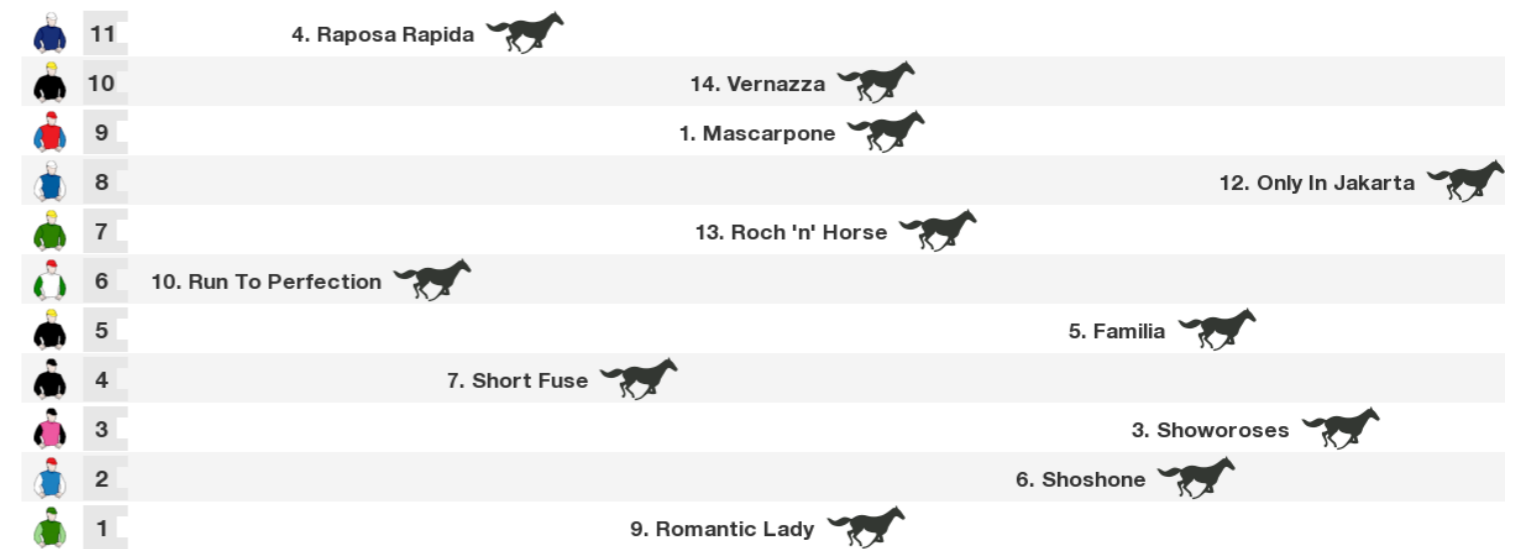 11 4. Raposa Rapida
10 14. Vernazza
9 1. Mascarpone
8 12. Only In Jakarta
7 13. Roch 'n' Horse
6 10. Run To Perfection
5 5. Familia
4 7. Short Fuse
3 3. Showoroses
2 6. Shoshone
1 9. Romantic Lady